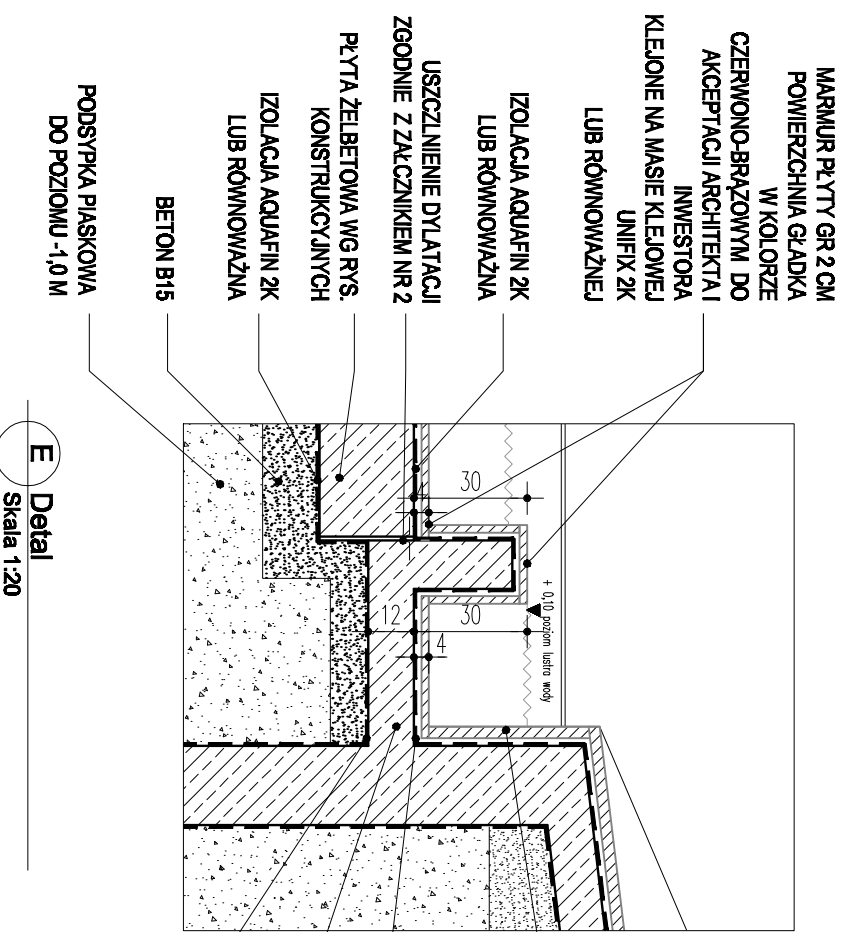 MARMUR PŁYTY GR 2 CM
POWIERZCHNIA GŁADKA
W KOLORZE
CZERWONO-BRĄZOWYM DO
AKCEPTACJI ARCHITEKTA I
INWESTORA
KLEJONE NA MASIE KLEJOWEJ
UNIFIX 2K
LUB RÓWNOWAŻNEJ
IZOLACJA AQUAFIN 2K
LUB RÓWNOWAŻNA
USZCZLNIENIE DYLATACJI
ZGODNIE Z ZAŁCZNIKIEM NR 2
PŁYTA ŻELBETOWA WG RYS.
KONSTRUKCYJNYCH
IZOLACJA AQUAFIN 2K
LUB RÓWNOWAŻNA
BETON B15
PODSYPKA PIASKOWA
DO POZIOMU -1,0 M
30
4
+ 0,10 poziom lustra wody
12
30
4
E Detal
Skala 1:20